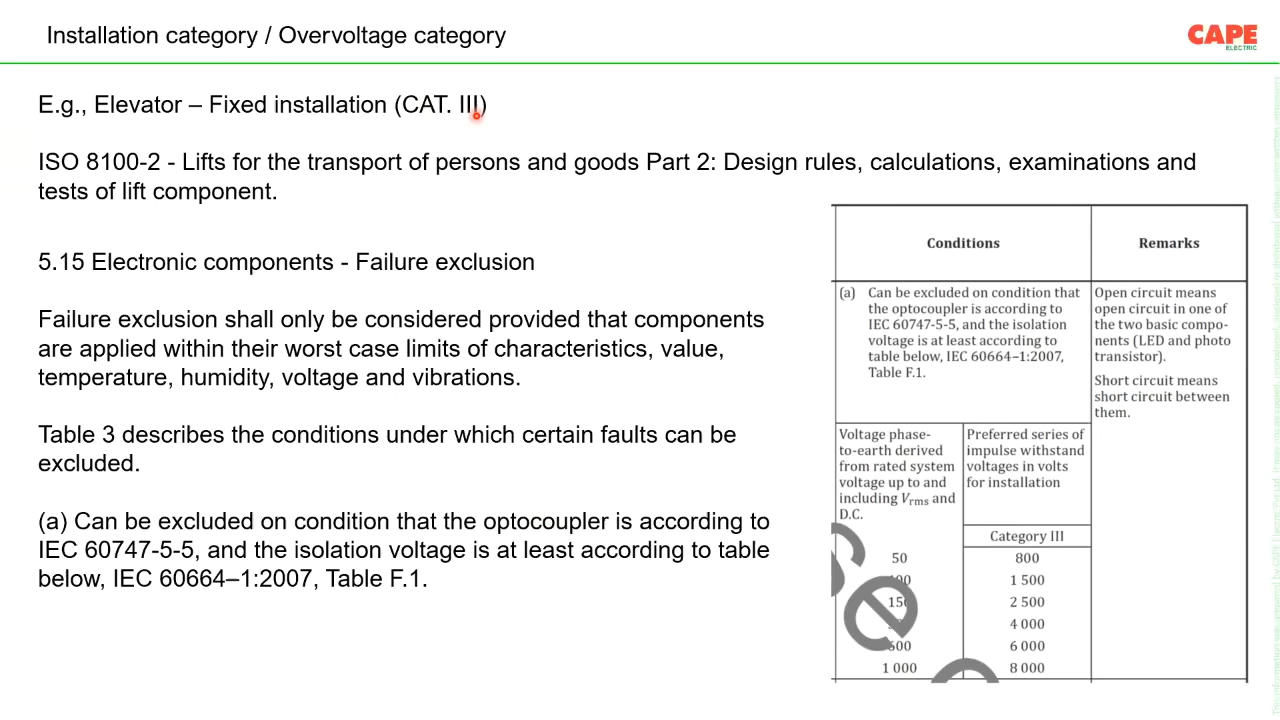 Installation category / Overvoltage category
CAPE
ELECTRIC
E.g., Elevator – Fixed installation (CAT. III)
ISO 8100-2 - Lifts for the transport of persons and goods Part 2: Design rules, calculations, examinations and
tests of lift component.
5.15 Electronic components - Failure exclusion
Failure exclusion shall only be considered provided that components
are applied within their worst case limits of characteristics, value,
temperature, humidity, voltage and vibrations.
Table 3 describes the conditions under which certain faults can be
excluded.
(a) Can be excluded on condition that the optocoupler is according to
IEC 60747-5-5, and the isolation voltage is at least according to table
below, IEC 60664–1:2007, Table F.1.
Conditions
Remarks
(a) Can be excluded on condition that
the optocoupler is according to
IEC 60747-5-5, and the isolation
voltage is at least according to
table below, IEC 60664–1:2007,
Table F.1.
Open circuit means
open circuit in one of
the two basic compo-
nents (LED and photo
transistor).
Short circuit means
short circuit between
them.
Voltage phase-
to-earth derived
from rated system
voltage up to and
including Vrms and
D.C.
Preferred series of
impulse withstand
voltages in volts
for installation
Category III
50 800
1 500
2 500
4 000
6 000
1 000 8 000